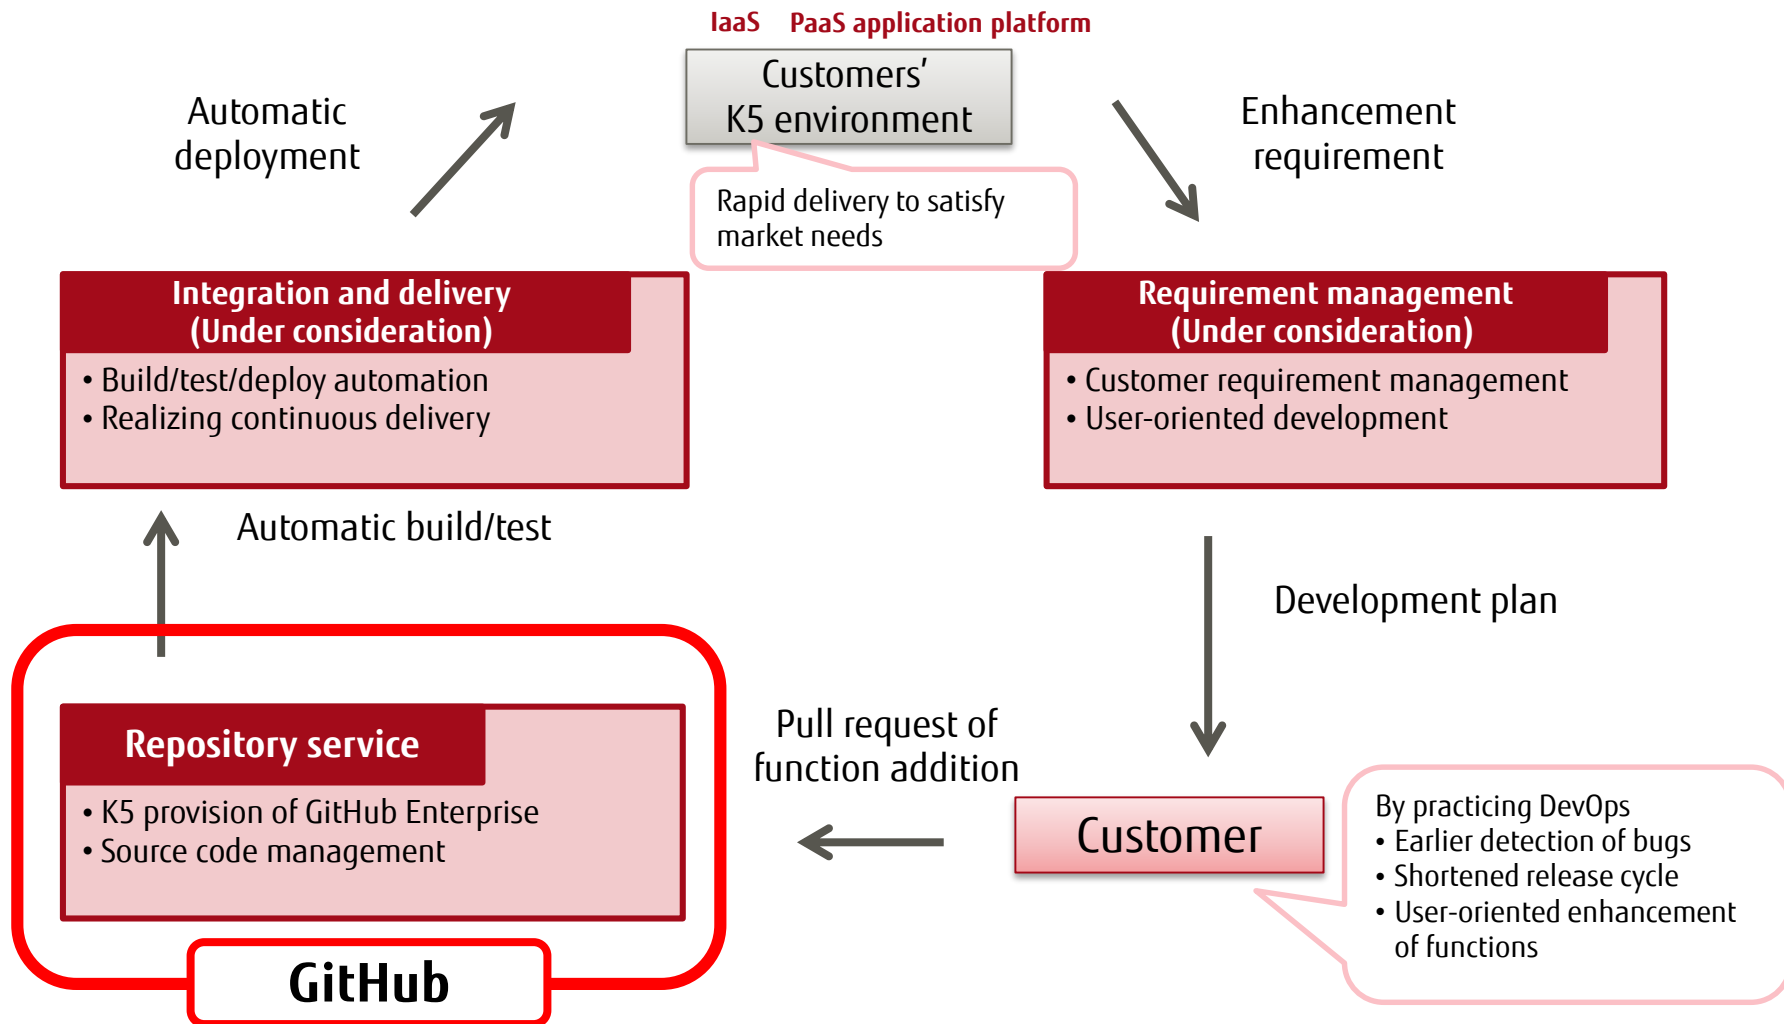 IaaS PaaS application platform
Customers’
K5 environment
Automatic
deployment
Enhancement
requirement
Rapid delivery to satisfy
market needs
Integration and delivery
(Under consideration)
• Build/test/deploy automation
• Realizing continuous delivery
Requirement management
(Under consideration)
• Customer requirement management
• User-oriented development
Automatic build/test
Development plan
Repository service
• K5 provision of GitHub Enterprise
• Source code management
GitHub
Pull request of
function addition
Customer
By practicing DevOps
• Earlier detection of bugs
• Shortened release cycle
• User-oriented enhancement
of functions